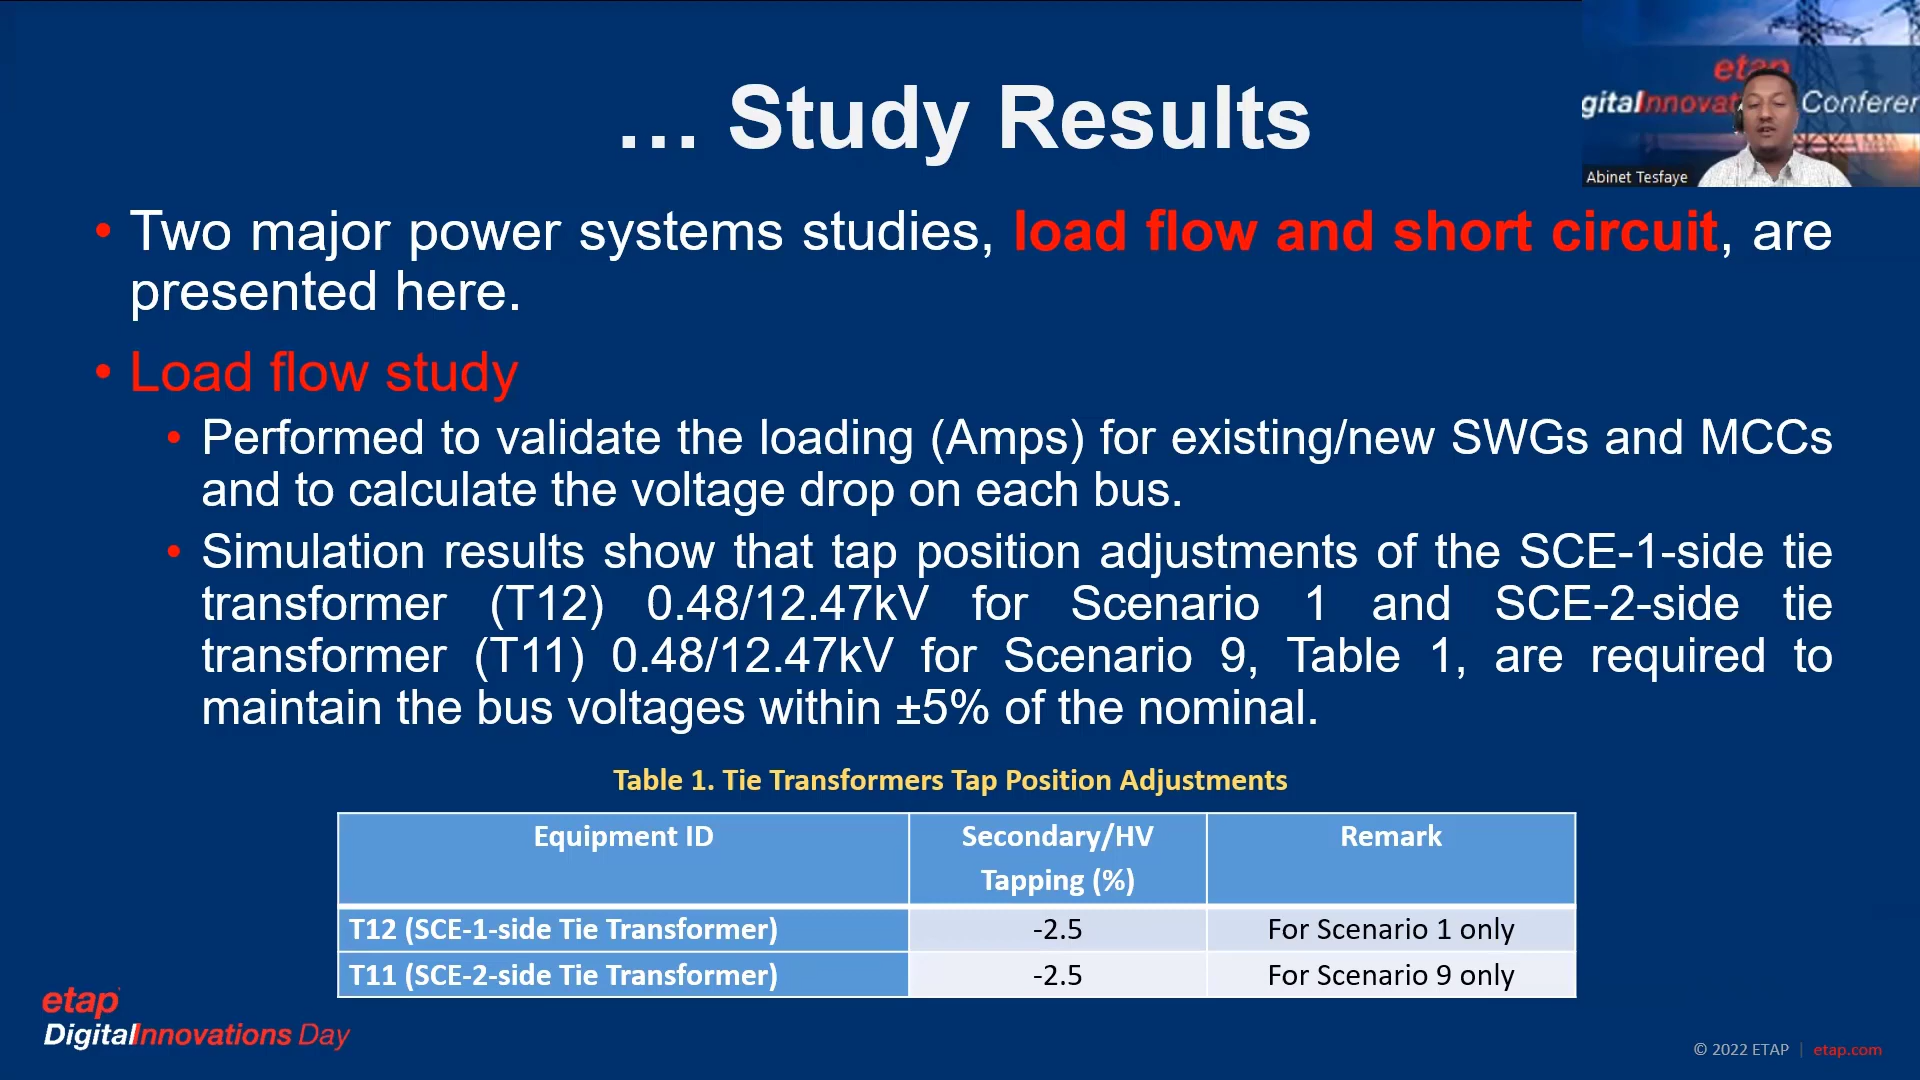 … Study Results
etap
gitalInnovat Conferen
Abinet Tesfaye
• Two major power systems studies, load flow and short circuit, are
presented here.
• Load flow study
• Performed to validate the loading (Amps) for existing/new SWGs and MCCs
and to calculate the voltage drop on each bus.
• Simulation results show that tap position adjustments of the SCE-1-side tie
transformer (T12) 0.48/12.47kV for Scenario 1 and SCE-2-side tie
transformer (T11) 0.48/12.47kV for Scenario 9, Table 1, are required to
maintain the bus voltages within ±5% of the nominal.
Table 1. Tie Transformers Tap Position Adjustments
Equipment ID Secondary/HV Remark
Tapping (%)
T12 (SCE-1-side Tie Transformer) -2.5 For Scenario 1 only
T11 (SCE-2-side Tie Transformer) -2.5 For Scenario 9 only
etap
DigitalInnovations Day
© 2022 ETAP | etap.com